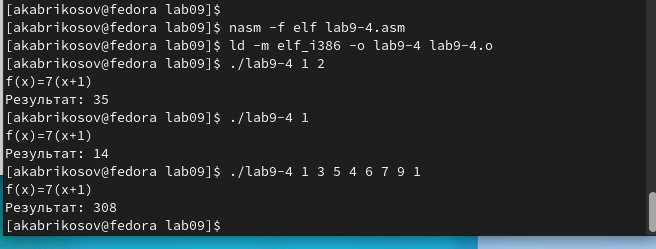 [akabrikosov@fedora lab09]$
[akabrikosov@fedora lab09]$ nasm -f elf lab9-4.asm
[akabrikosov@fedora lab09]$ ld -m elf_i386 -o lab9-4 lab9-4.o
[akabrikosov@fedora lab09]$ ./lab9-4 1 2
f(x)=7(x+1)
Результат: 35
[akabrikosov@fedora lab09]$ ./lab9-4 1
f(x)=7(x+1)
Результат: 14
[akabrikosov@fedora lab09]$ ./lab9-4 1 3 5 4 6 7 9 1
f(x)=7(x+1)
Результат: 308
[akabrikosov@fedora lab09]$